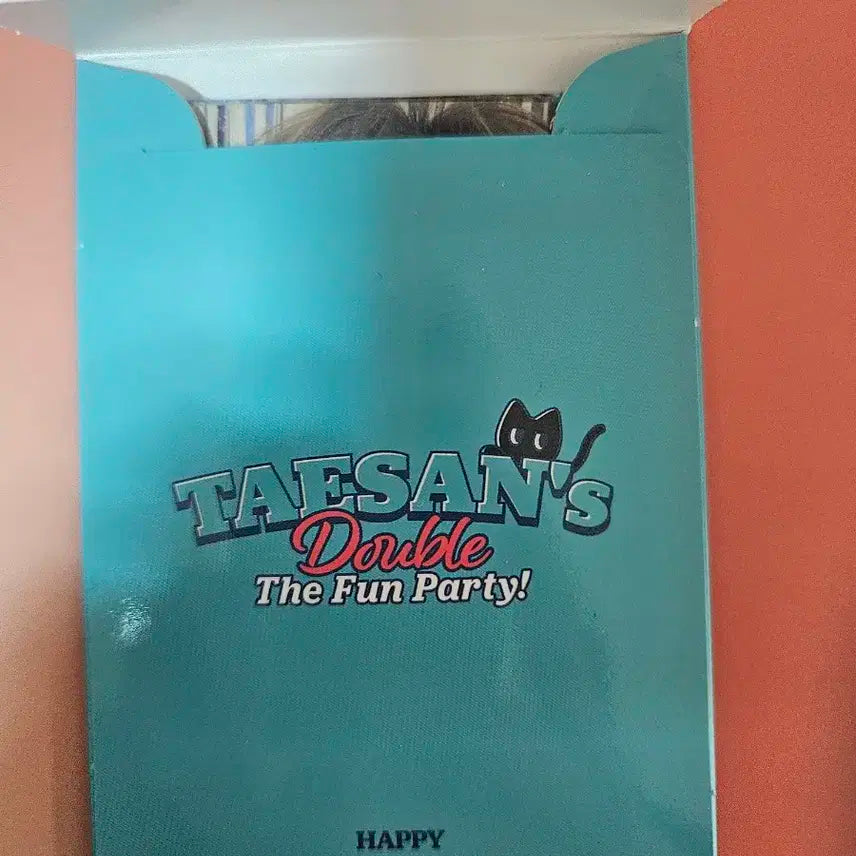 TAESAN's
Double
The Fun Party!
HAPPY